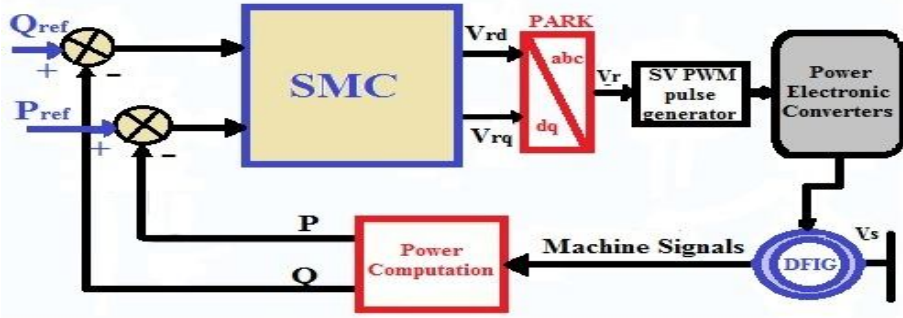 Qref
+
-
Pref
+
-
SMC
Vrd
Vrq
PARK
abc
dq
Vr
SV PWM
pulse
generator
Power
Electronic
Converters
P
Q
Power
Computation
Machine Signals
DFIG
Vs